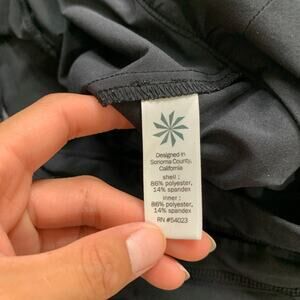 Designed in
Sonoma County,
California
shell :
86% polyester,
14% spandex
inner :
86% polyester,
14% spandex
RN #54023